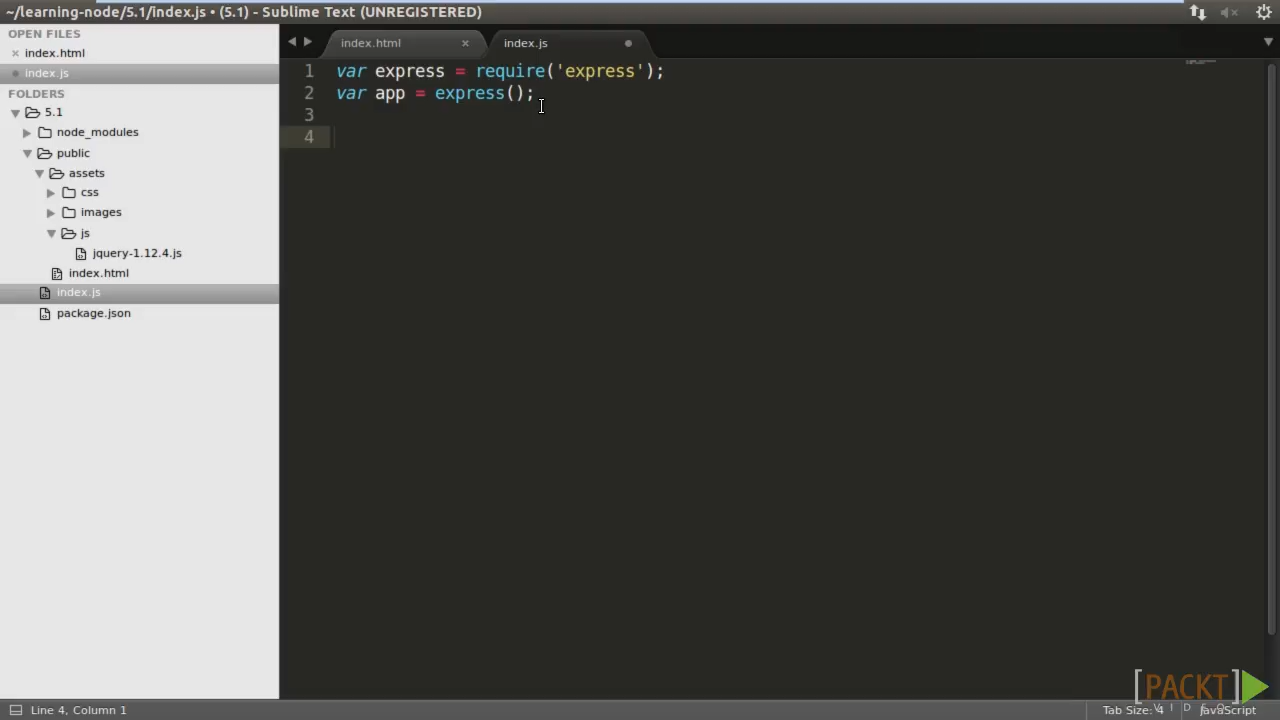 ~/learning-node/5.1/index.js • (5.1) - Sublime Text (UNREGISTERED)
OPEN FILES
index.html
index.js
FOLDERS
5.1
node_modules
public
assets
css
images
js
jquery-1.12.4.js
index.html
index.js
package.json
index.html
index.js
1 var express = require('express');
2 var app = express();
3
4
[PACKT]
VIDEO
Line 4, Column 1
Tab Size: 4
JavaScript